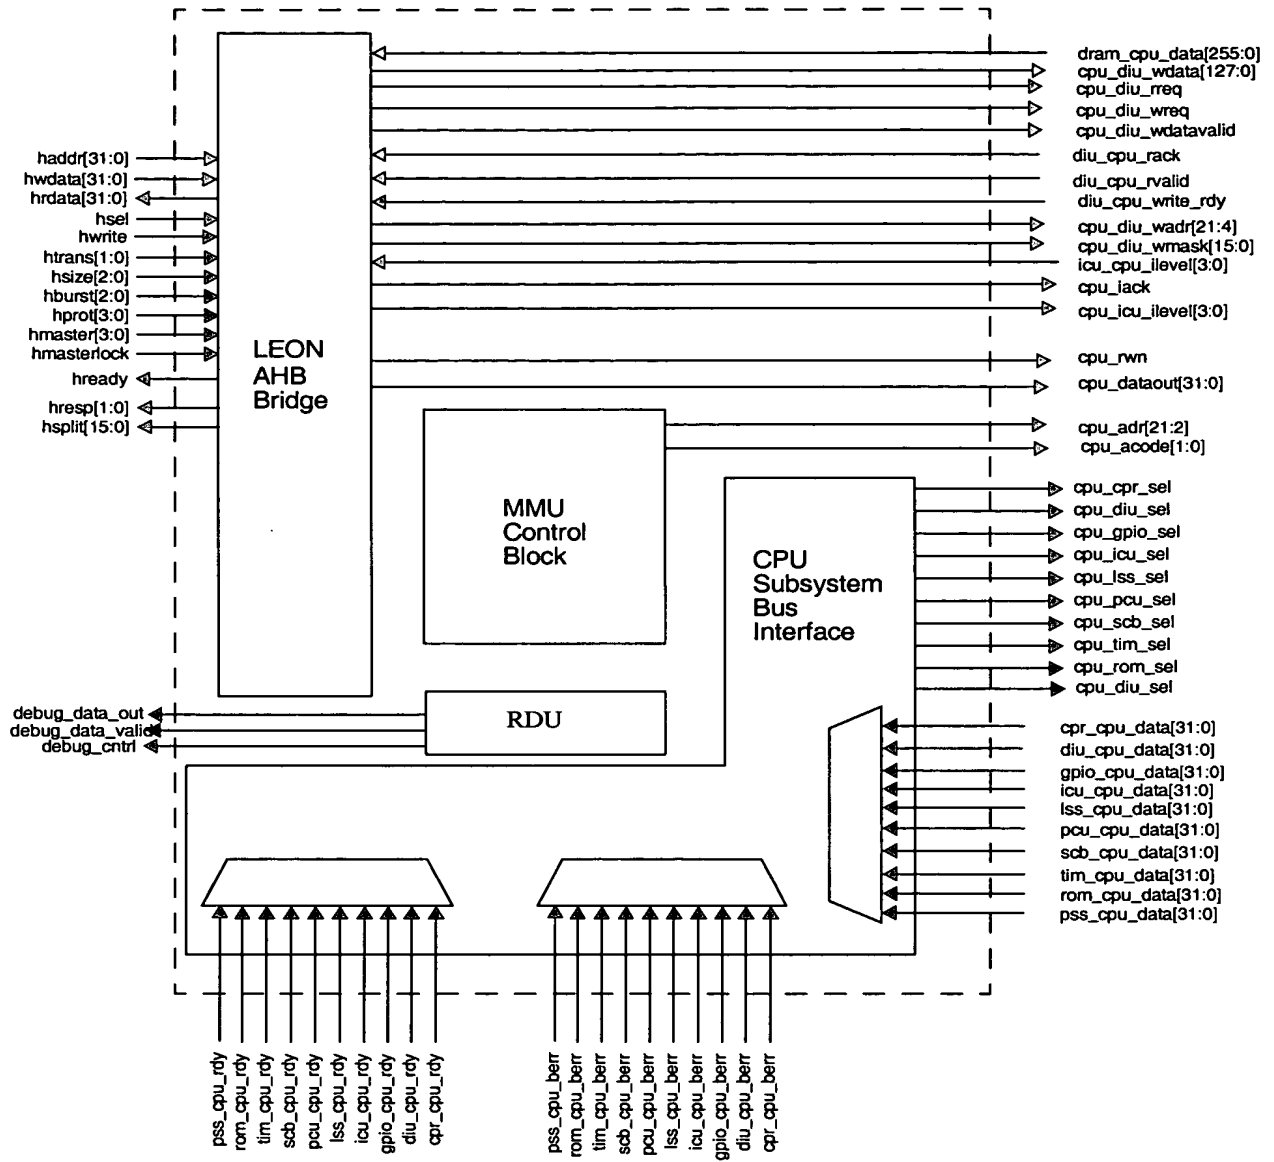 haddr[31:0]
hwdata[31:0]
hrdata[31:0]
hsel
hwrite
htrans[1:0]
hsize[2:0]
hburst[2:0]
hprot[3:0]
hmaster[3:0]
hmasterlock
hready
hresp[1:0]
hsplit[15:0]
LEON
AHB
Bridge
dram_cpu_data[255:0]
cpu_diu_wdata[127:0]
cpu_diu_rreq
cpu_diu_wreq
cpu_diu_wdatavalid
diu_cpu_rack
diu_cpu_rvalid
diu_cpu_write_rdy
cpu_diu_wadr[21:4]
cpu_diu_wmask[15:0]
icu_cpu_ilevel[3:0]
cpu_iack
cpu_icu_ilevel[3:0]
cpu_rwn
cpu_dataout[31:0]
cpu_adr[21:2]
cpu_acode[1:0]
MMU
Control
Block
CPU
Subsystem
Bus
Interface
cpu_cpr_sel
cpu_diu_sel
cpu_gpio_sel
cpu_icu_sel
cpu_lss_sel
cpu_pcu_sel
cpu_scb_sel
cpu_tim_sel
cpu_rom_sel
cpu_diu_sel
RDU
debug_data_out
debug_data_valid
debug_cntrl
cpr_cpu_data[31:0]
diu_cpu_data[31:0]
gpio_cpu_data[31:0]
icu_cpu_data[31:0]
lss_cpu_data[31:0]
pcu_cpu_data[31:0]
scb_cpu_data[31:0]
tim_cpu_data[31:0]
rom_cpu_data[31:0]
pss_cpu_data[31:0]
pss_cpu_rdy
rom_cpu_rdy
tim_cpu_rdy
scb_cpu_rdy
pcu_cpu_rdy
lss_cpu_rdy
icu_cpu_rdy
gpio_cpu_rdy
diu_cpu_rdy
cpr_cpu_rdy
pss_cpu_berr
rom_cpu_berr
tim_cpu_berr
scb_cpu_berr
pcu_cpu_berr
lss_cpu_berr
icu_cpu_berr
gpio_cpu_berr
diu_cpu_berr
cpr_cpu_berr